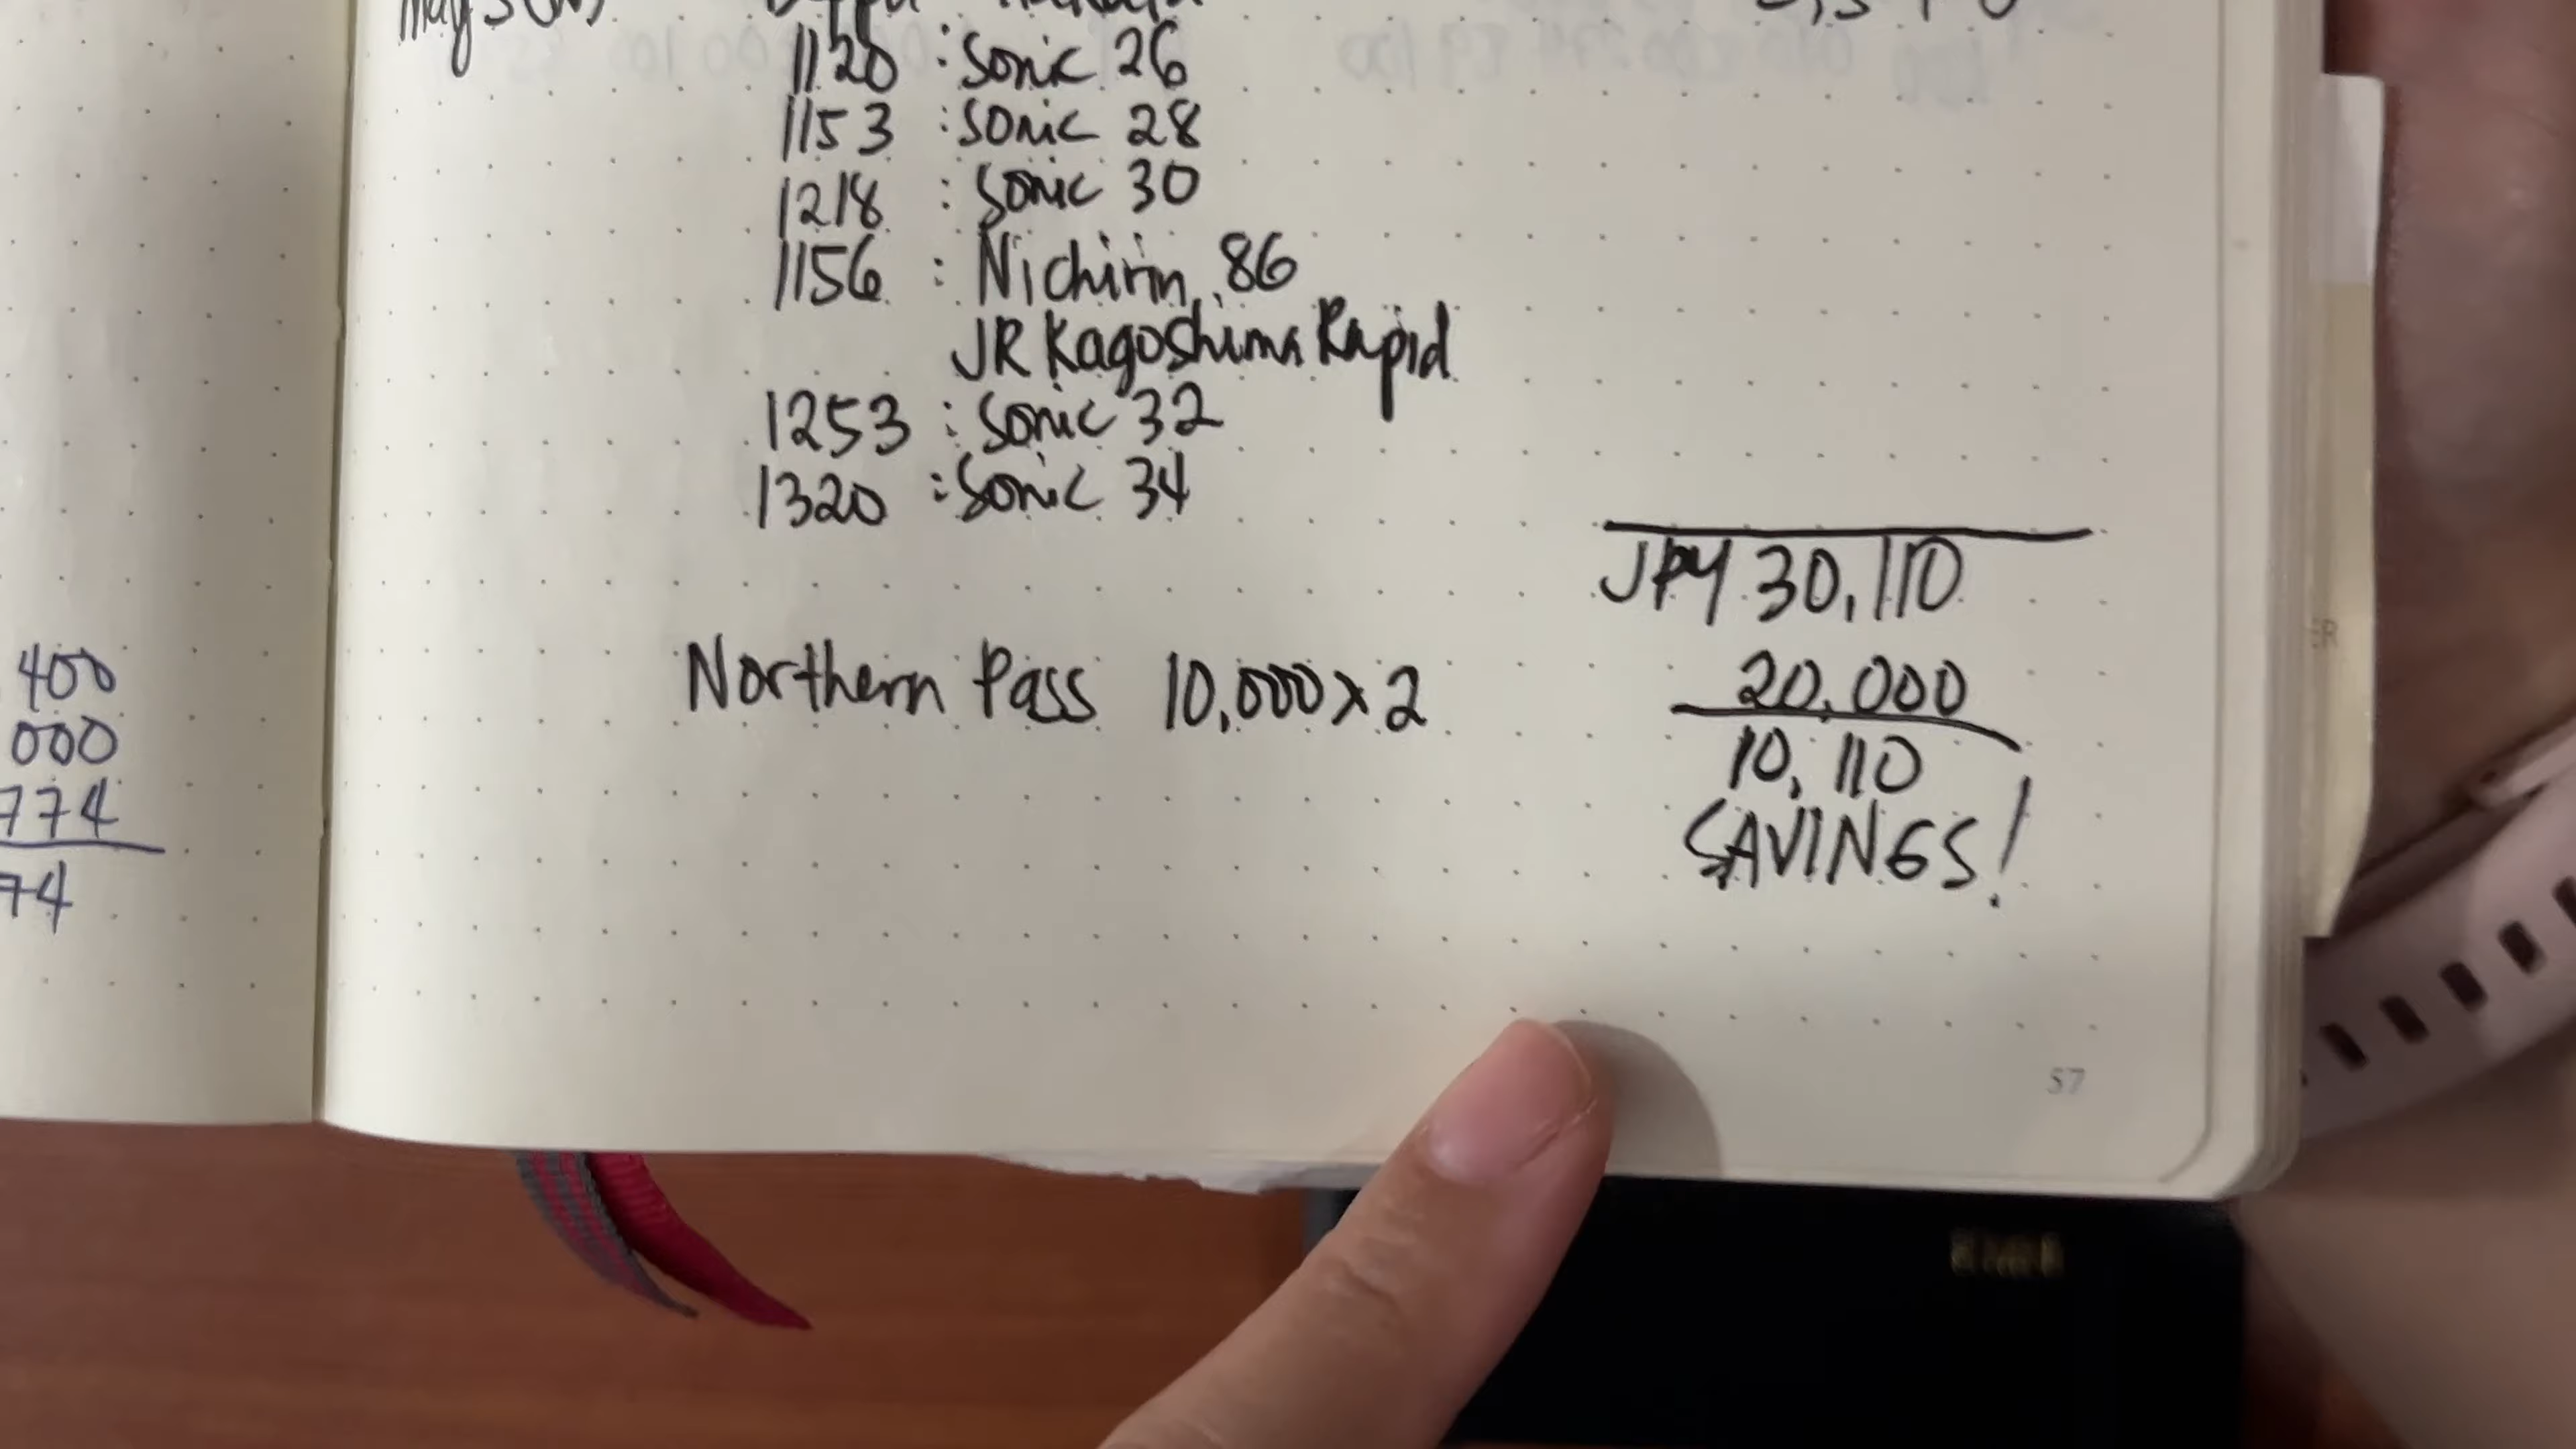 May
1120 : Sonic 26
1153 : Sonic 28
1218 : Sonic 30
1156 : Nichirin 86
JR Kagoshima Rapid
1253 : Sonic 32
1320 : Sonic 34
JPY 30,110
Northern Pass 10,000 x 2 20,000
10,110
SAVINGS!
400
000
774
74
57